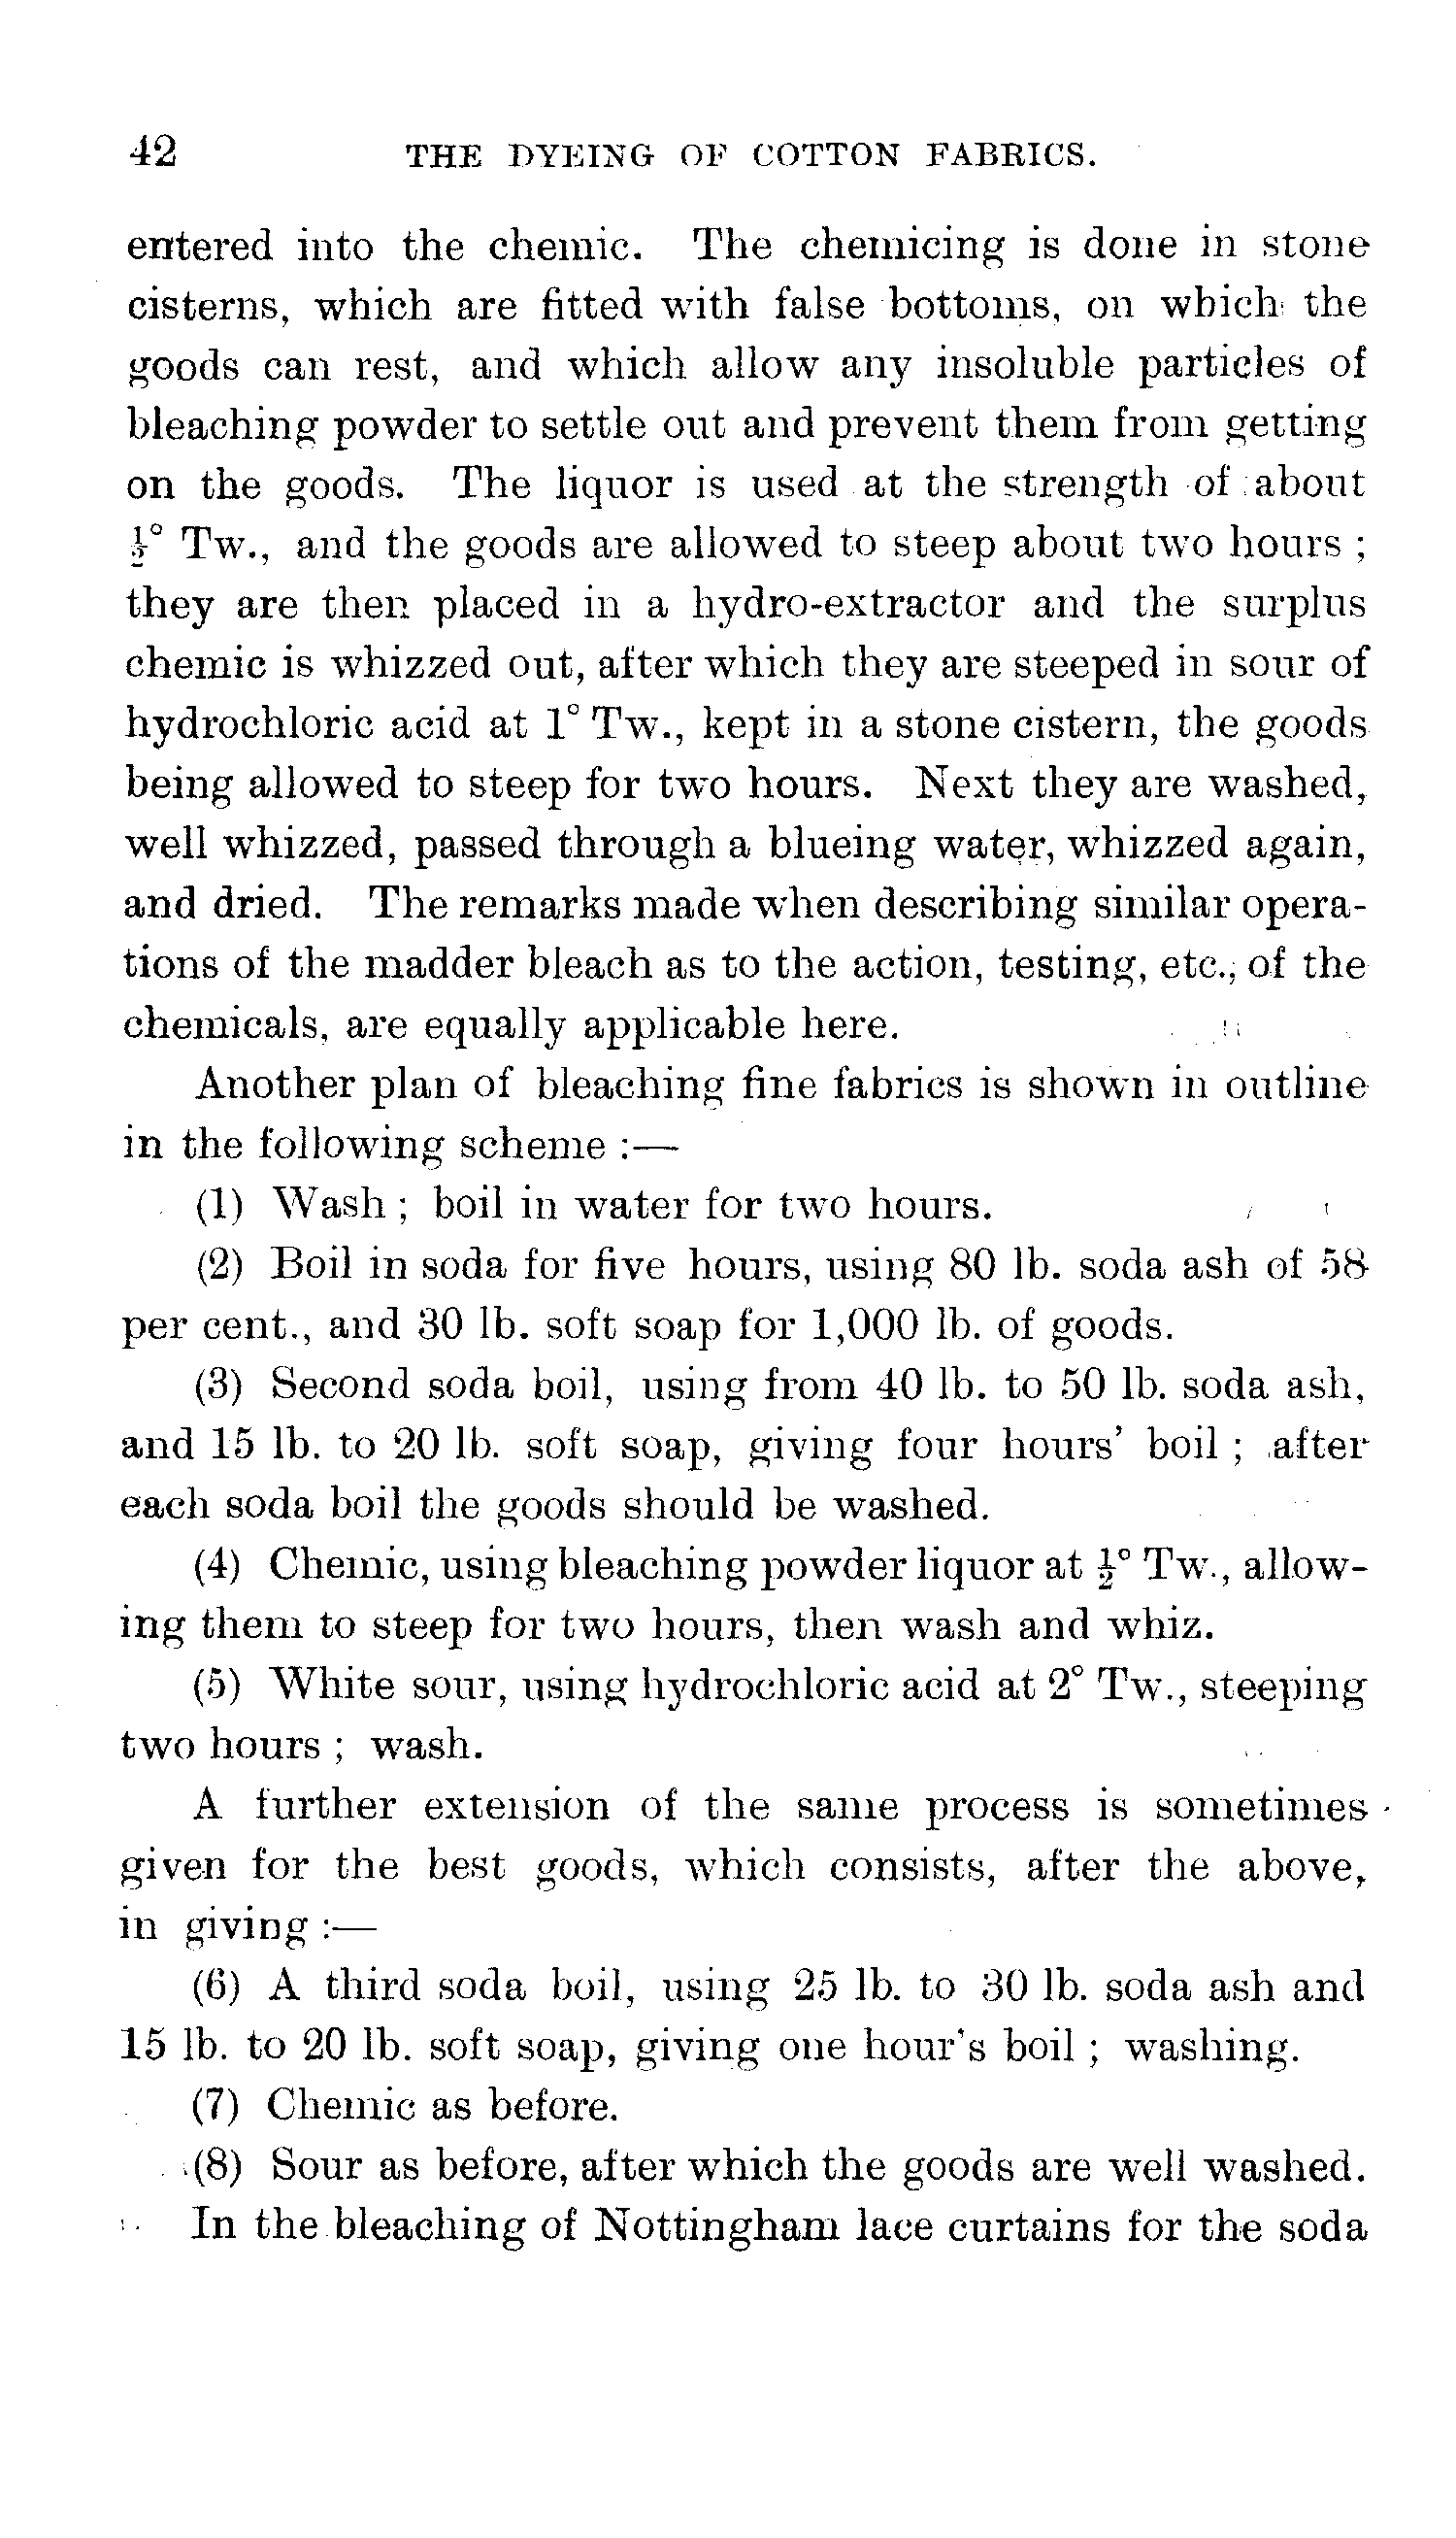 42 THE DYEING OF COTTON FABRICS.
entered into the chemic. The chemicing is done in stone
cisterns, which are fitted with false bottoms, on which the
goods can rest, and which allow any insoluble particles of
bleaching powder to settle out and prevent them from getting
on the goods. The liquor is used at the strength of about
½° Tw., and the goods are allowed to steep about two hours ;
they are then placed in a hydro-extractor and the surplus
chemic is whizzed out, after which they are steeped in sour of
hydrochloric acid at 1° Tw., kept in a stone cistern, the goods
being allowed to steep for two hours. Next they are washed,
well whizzed, passed through a blueing water, whizzed again,
and dried. The remarks made when describing similar opera-
tions of the madder bleach as to the action, testing, etc., of the
chemicals, are equally applicable here.
Another plan of bleaching fine fabrics is shown in outline
in the following scheme :—
(1) Wash ; boil in water for two hours.
(2) Boil in soda for five hours, using 80 lb. soda ash of 58
per cent., and 30 lb. soft soap for 1,000 lb. of goods.
(3) Second soda boil, using from 40 lb. to 50 lb. soda ash,
and 15 lb. to 20 lb. soft soap, giving four hours' boil ; after
each soda boil the goods should be washed.
(4) Chemic, using bleaching powder liquor at ½° Tw., allow-
ing them to steep for two hours, then wash and whiz.
(5) White sour, using hydrochloric acid at 2° Tw., steeping
two hours ; wash.
A further extension of the same process is sometimes
given for the best goods, which consists, after the above,
in giving :—
(6) A third soda boil, using 25 lb. to 30 lb. soda ash and
15 lb. to 20 lb. soft soap, giving one hour's boil ; washing.
(7) Chemic as before.
(8) Sour as before, after which the goods are well washed.
In the bleaching of Nottingham lace curtains for the soda